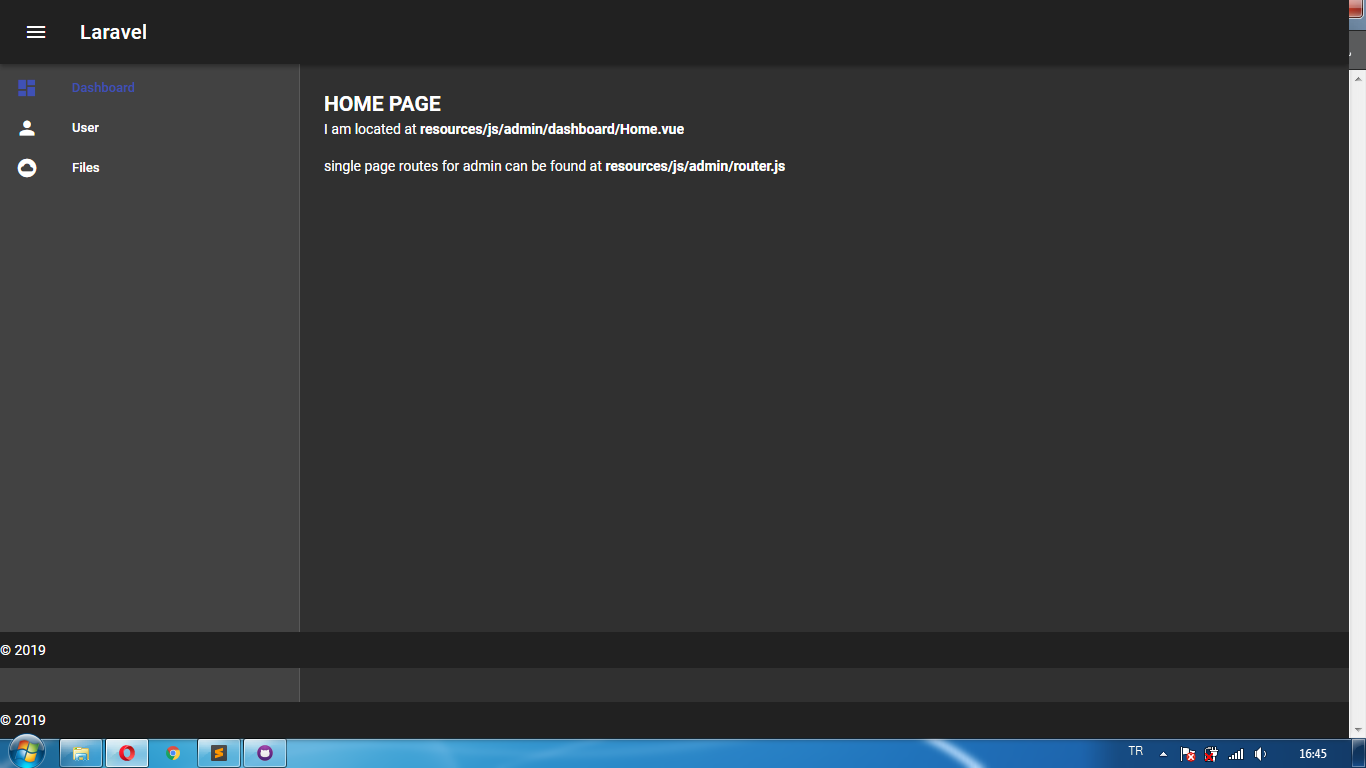 Laravel
Dashboard
User
Files
HOME PAGE
I am located at resources/js/admin/dashboard/Home.vue
single page routes for admin can be found at resources/js/admin/router.js
© 2019
© 2019
TR
16:45